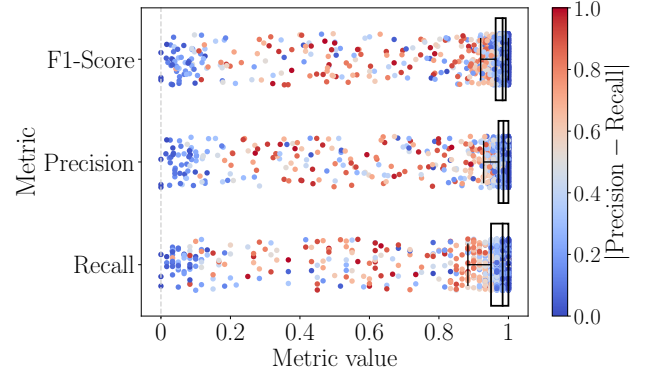 Metric
F1-Score
Precision
Recall
0
0.2
0.4
0.6
0.8
1
Metric value
1.0
0.8
0.6
0.4
0.2
0.0
|Precision − Recall|